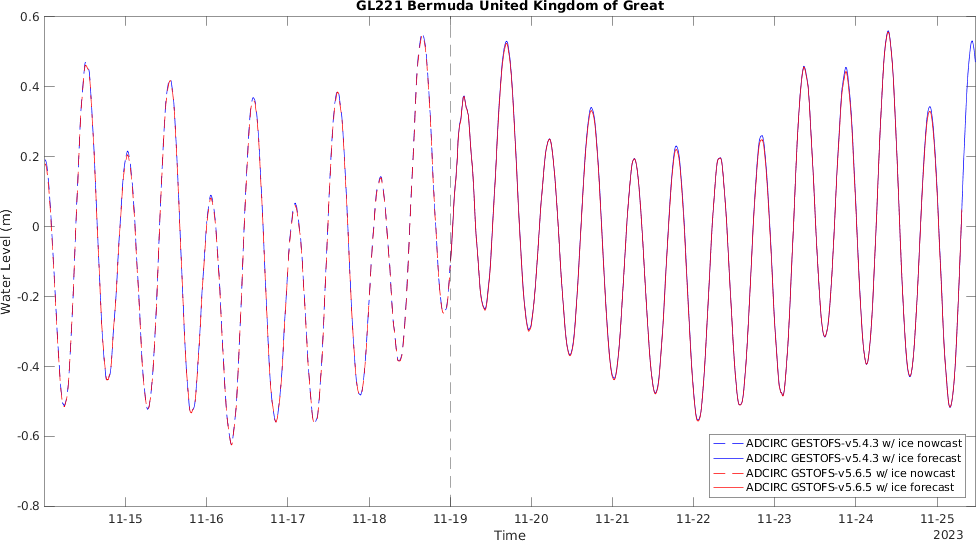 GL221 Bermuda United Kingdom of Great
0.6
0.4
0.2
0
-0.2
-0.4
-0.6
-0.8
Water Level (m)
ADCIRC GESTOFS-v5.4.3 w/ ice nowcast
ADCIRC GESTOFS-v5.4.3 w/ ice forecast
ADCIRC GSTOFS-v5.6.5 w/ ice nowcast
ADCIRC GSTOFS-v5.6.5 w/ ice forecast
11-15 11-16 11-17 11-18 11-19 11-20 11-21 11-22 11-23 11-24 11-25
Time
2023